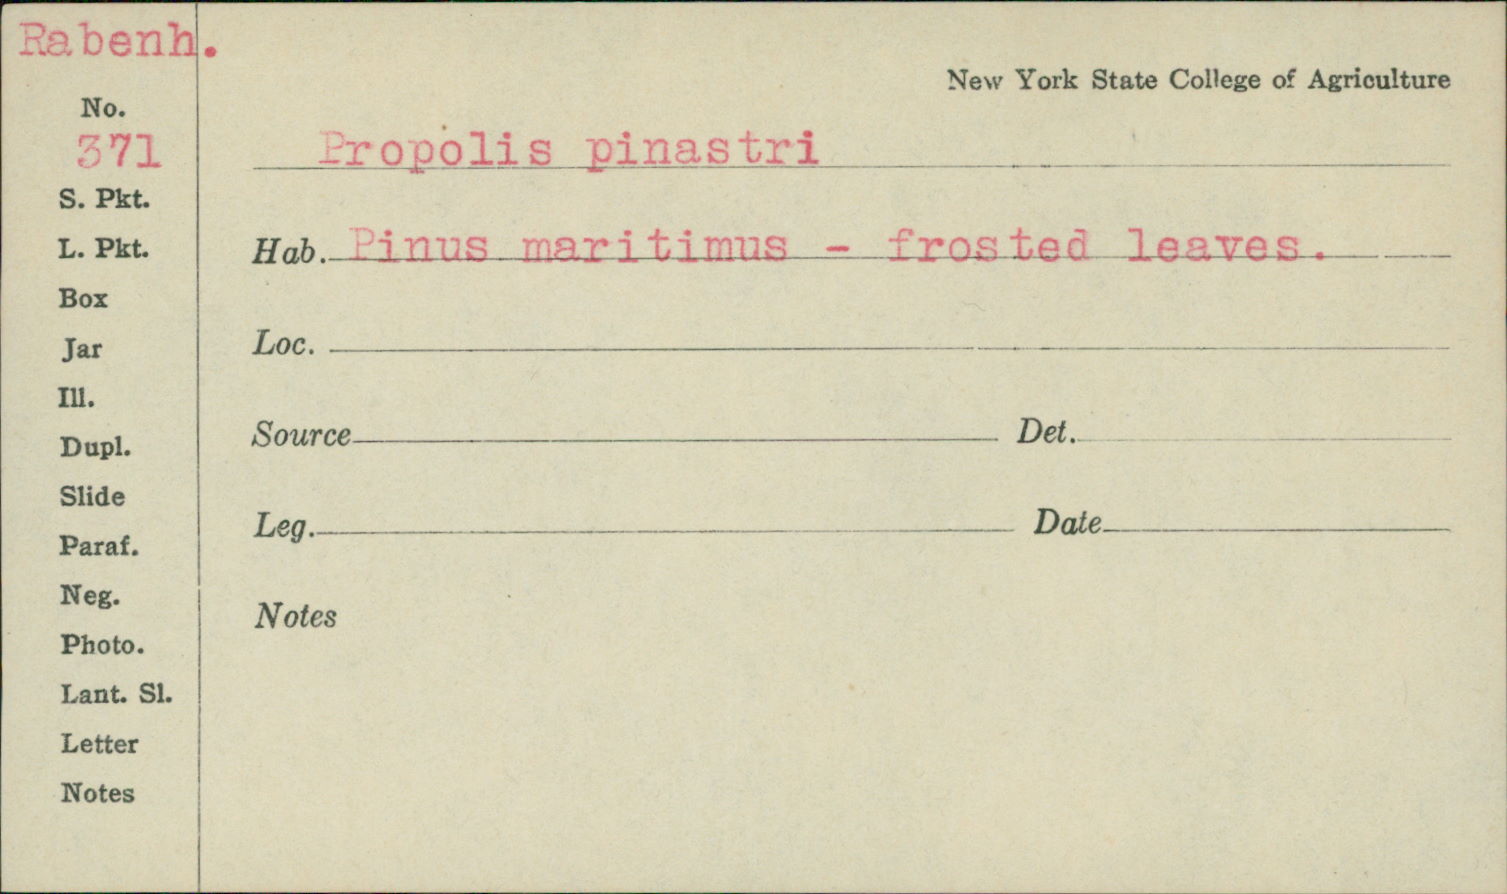 Rabenh.
New York State College of Agriculture
No.
371
Propolis pinastri
S. Pkt.
L. Pkt.
Hab. Pinus maritimus - frosted leaves.
Box
Jar
Loc.
Ill.
Dupl.
Source Det.
Slide
Paraf.
Leg. Date
Neg.
Notes
Photo.
Lant. Sl.
Letter
Notes